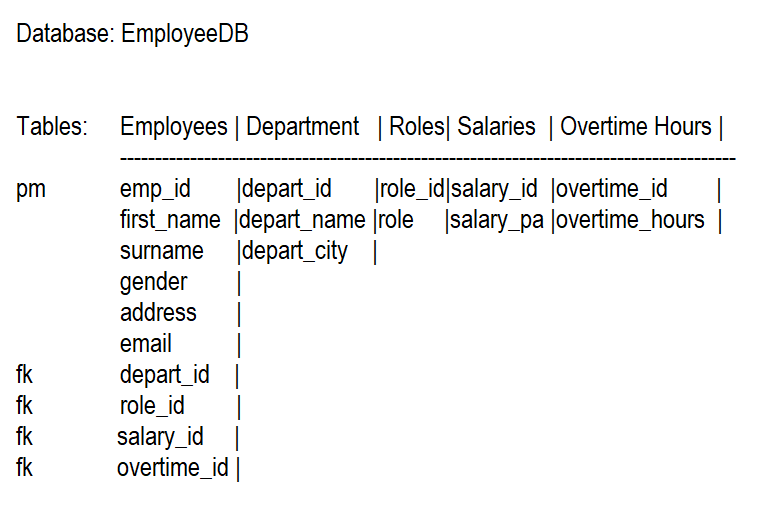 Database: EmployeeDB
Tables: Employees | Department | Roles| Salaries | Overtime Hours |
----------------------------------------------------------------------------------------
pm emp_id |depart_id |role_id|salary_id |overtime_id |
first_name |depart_name |role |salary_pa |overtime_hours |
surname |depart_city |
gender |
address |
email |
fk depart_id |
fk role_id |
fk salary_id |
fk overtime_id |